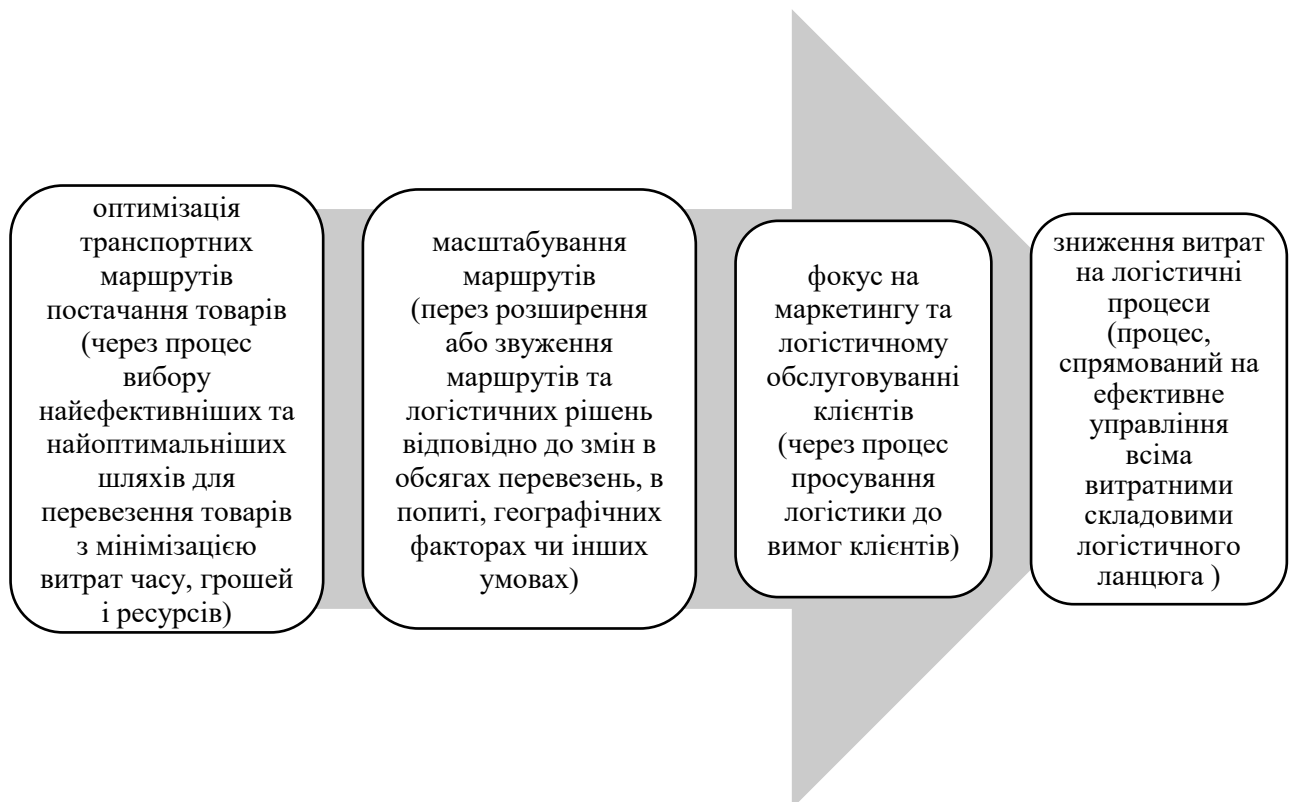 оптимізація
транспортних
маршрутів
постачання товарів
(через процес
вибору
найефективніших та
найоптимальніших
шляхів для
перевезення товарів
з мінімізацією
витрат часу, грошей
і ресурсів)
масштабування
маршрутів
(перез розширення
або звуження
маршрутів та
логістичних рішень
відповідно до змін в
обсягах перевезень, в
попиті, географічних
факторах чи інших
умовах)
фокус на
маркетингу та
логістичному
обслуговуванні
клієнтів
(через процес
просування
логістики до
вимог клієнтів)
зниження витрат
на логістичні
процеси
(процес,
спрямований на
ефективне
управління
всіма
витратними
складовими
логістичного
ланцюга )